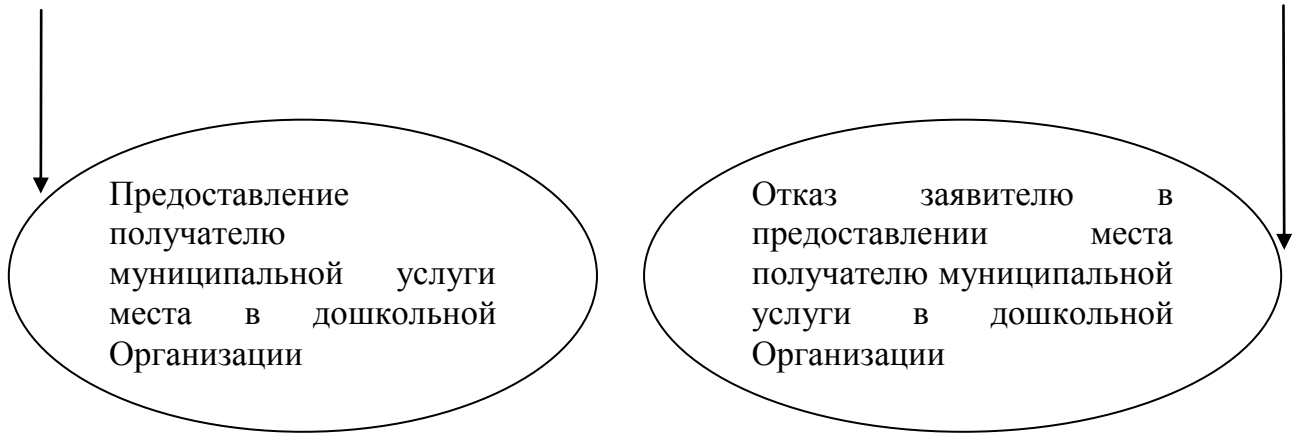 Предоставление
получателю
муниципальной услуги
места в дошкольной
Организации
Отказ заявителю в
предоставлении места
получателю муниципальной
услуги в дошкольной
Организации